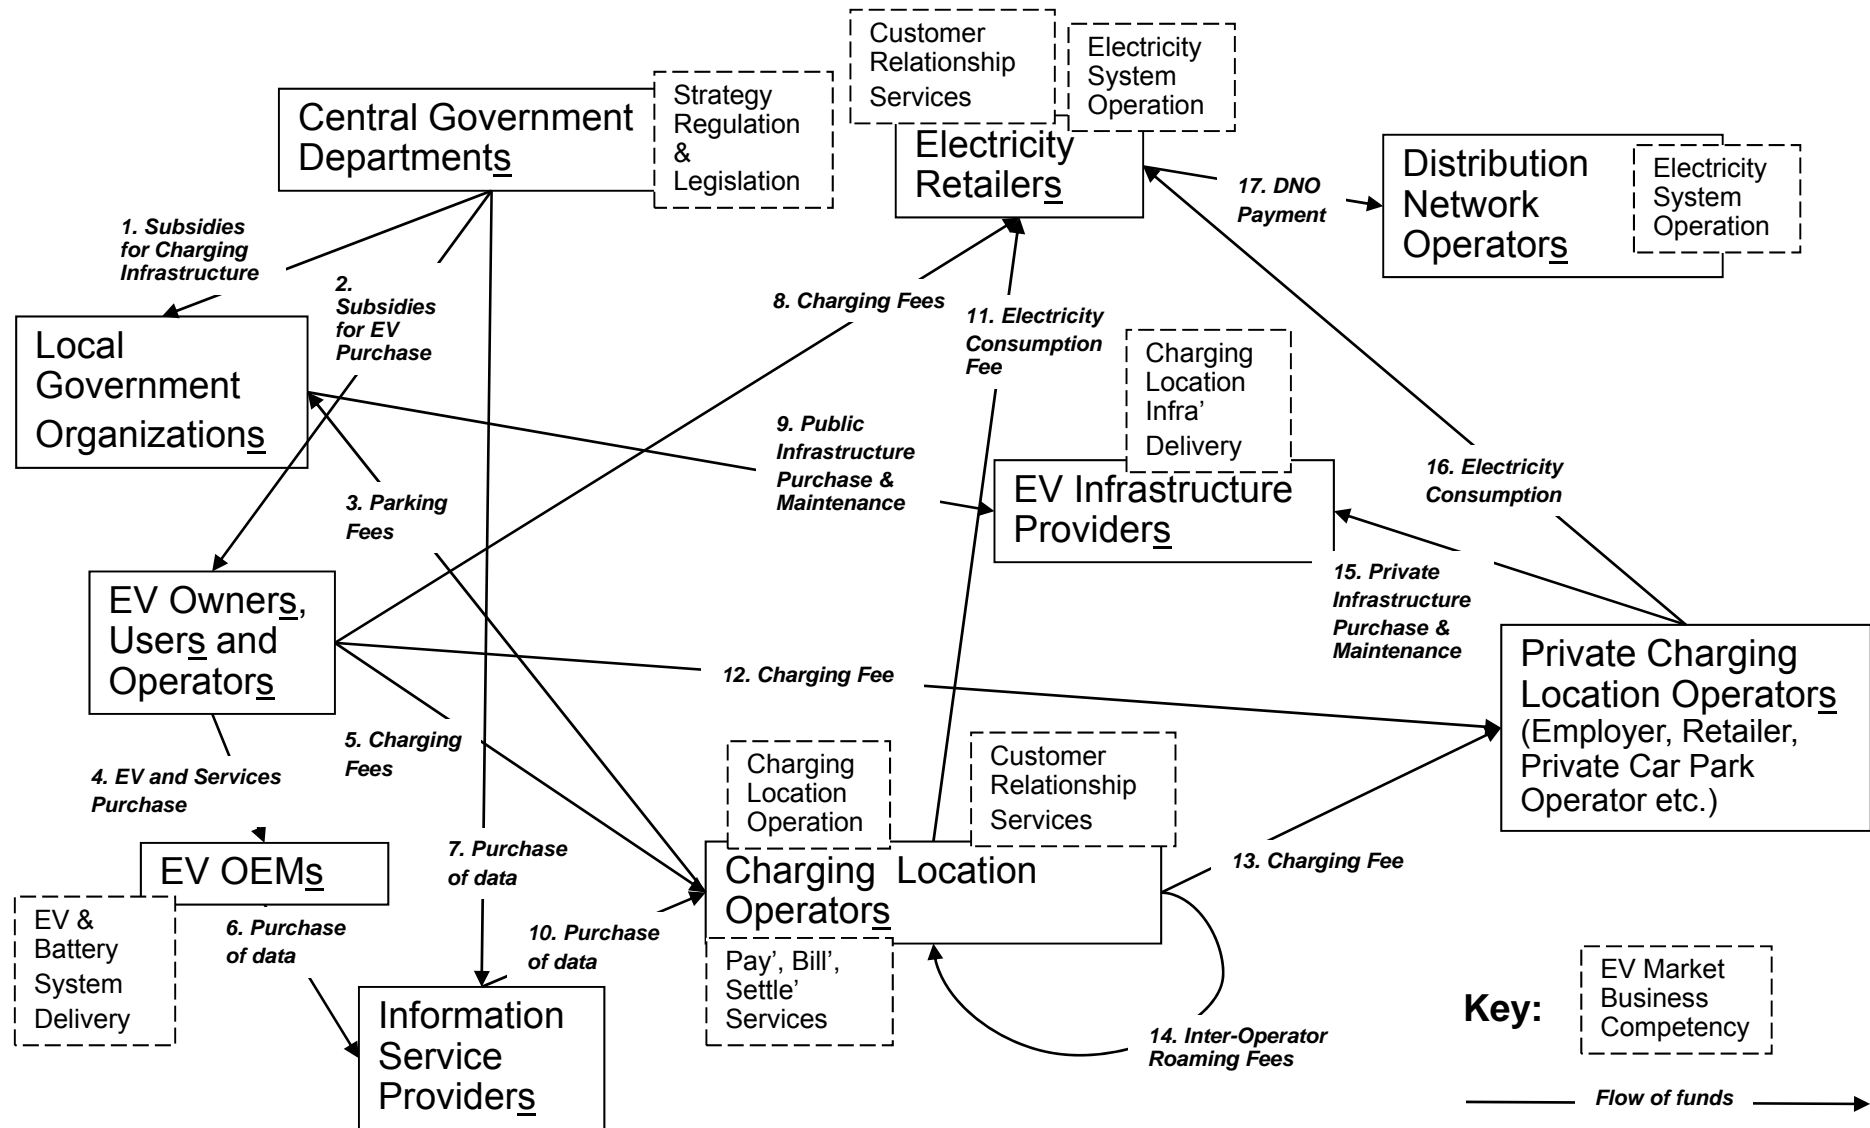 Customer
Relationship
Services
Electricity
System
Operation
Central Government
Departments
Strategy
Regulation
&
Legislation
Electricity
Retailers
Distribution
Network
Operators
Electricity
System
Operation
17. DNO
Payment
1. Subsidies
for Charging
Infrastructure
2.
Subsidies
for EV
Purchase
8. Charging Fees
11. Electricity
Consumption
Fee
Local
Government
Organizations
Charging
Location
Infra’
Delivery
9. Public
Infrastructure
Purchase &
Maintenance
16. Electricity
Consumption
3. Parking
Fees
EV Infrastructure
Providers
EV Owners,
Users and
Operators
15. Private
Infrastructure
Purchase &
Maintenance
12. Charging Fee
Private Charging
Location Operators
(Employer, Retailer,
Private Car Park
Operator etc.)
5. Charging
Fees
4. EV and Services
Purchase
Charging
Location
Operation
Customer
Relationship
Services
7. Purchase
of data
13. Charging Fee
EV OEMs
Charging Location
Operators
EV &
Battery
System
Delivery
6. Purchase
of data
10. Purchase
of data
Pay’, Bill’,
Settle’
Services
Information
Service
Providers
14. Inter-Operator
Roaming Fees
Key:
EV Market
Business
Competency
Flow of funds